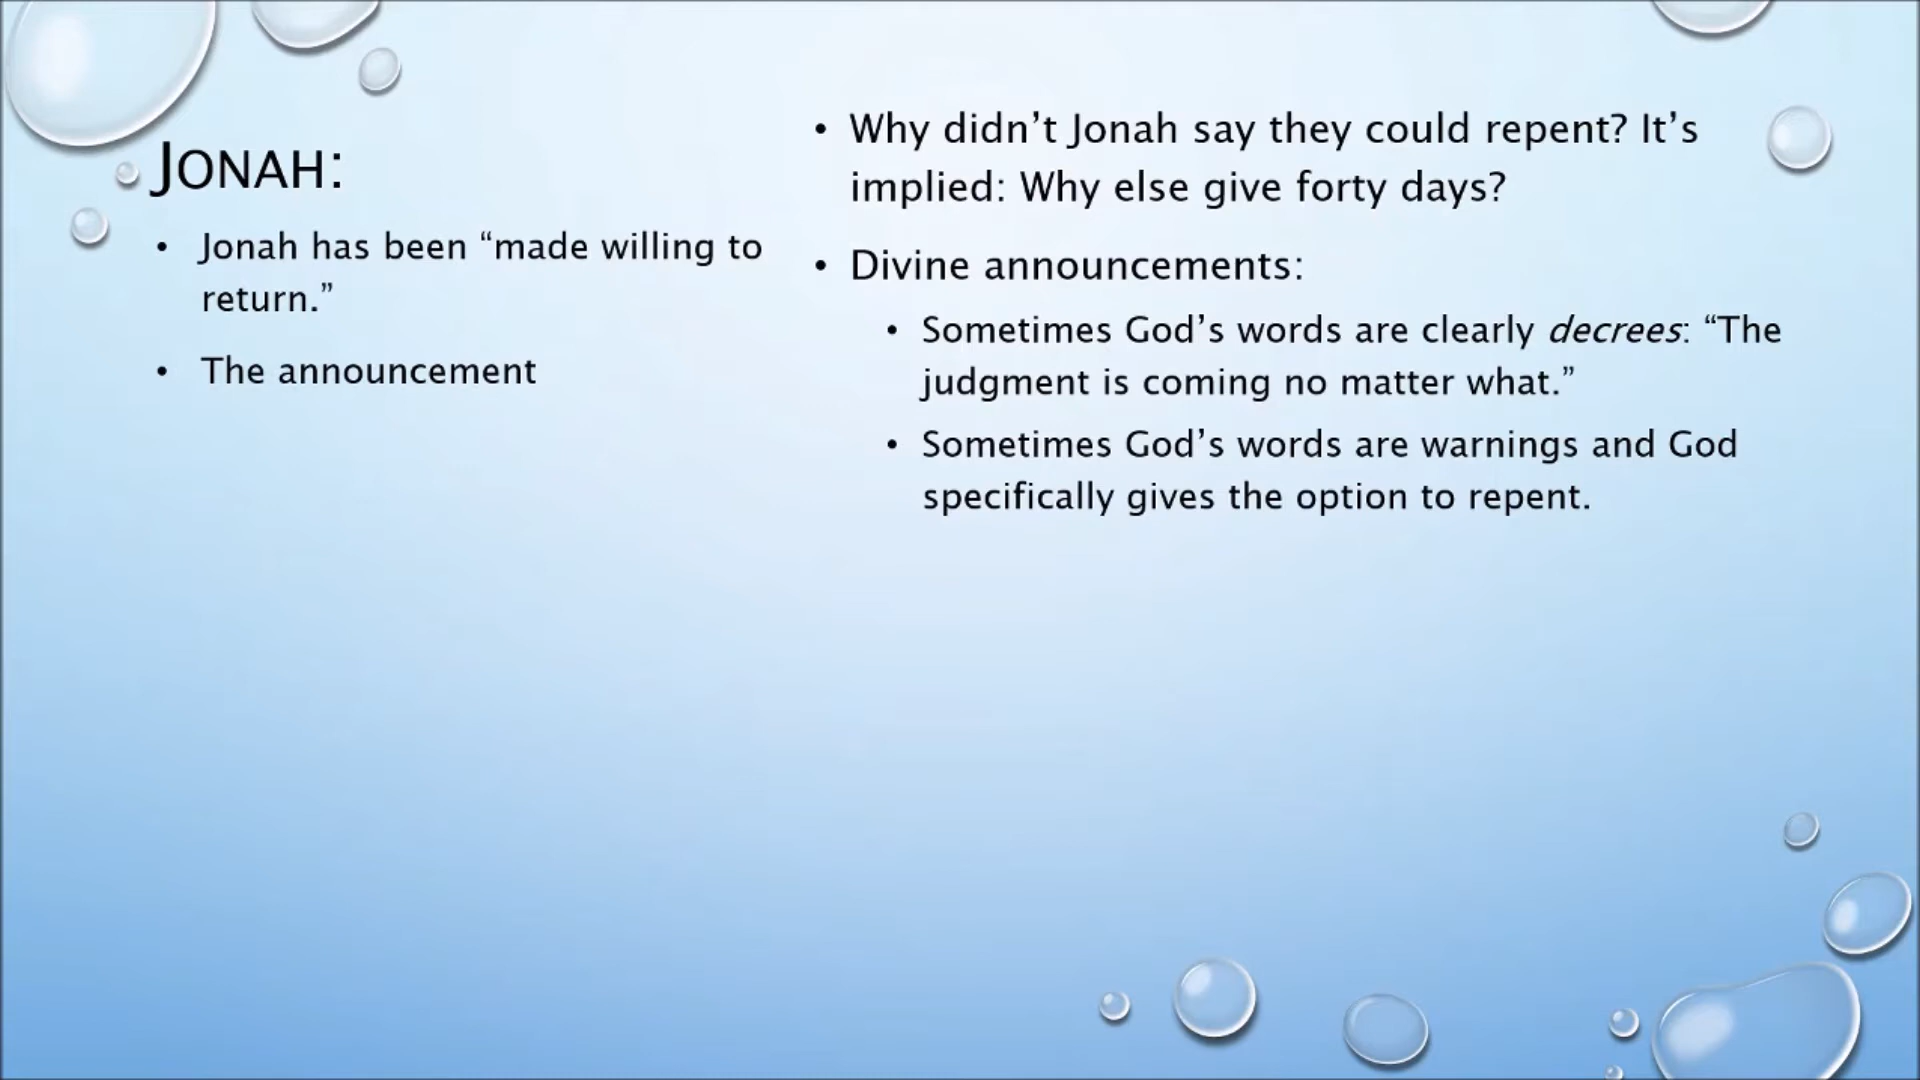 JONAH:
• Jonah has been “made willing to
return.”
• The announcement
• Why didn’t Jonah say they could repent? It’s
implied: Why else give forty days?
• Divine announcements:
• Sometimes God’s words are clearly decrees: “The
judgment is coming no matter what.”
• Sometimes God’s words are warnings and God
specifically gives the option to repent.